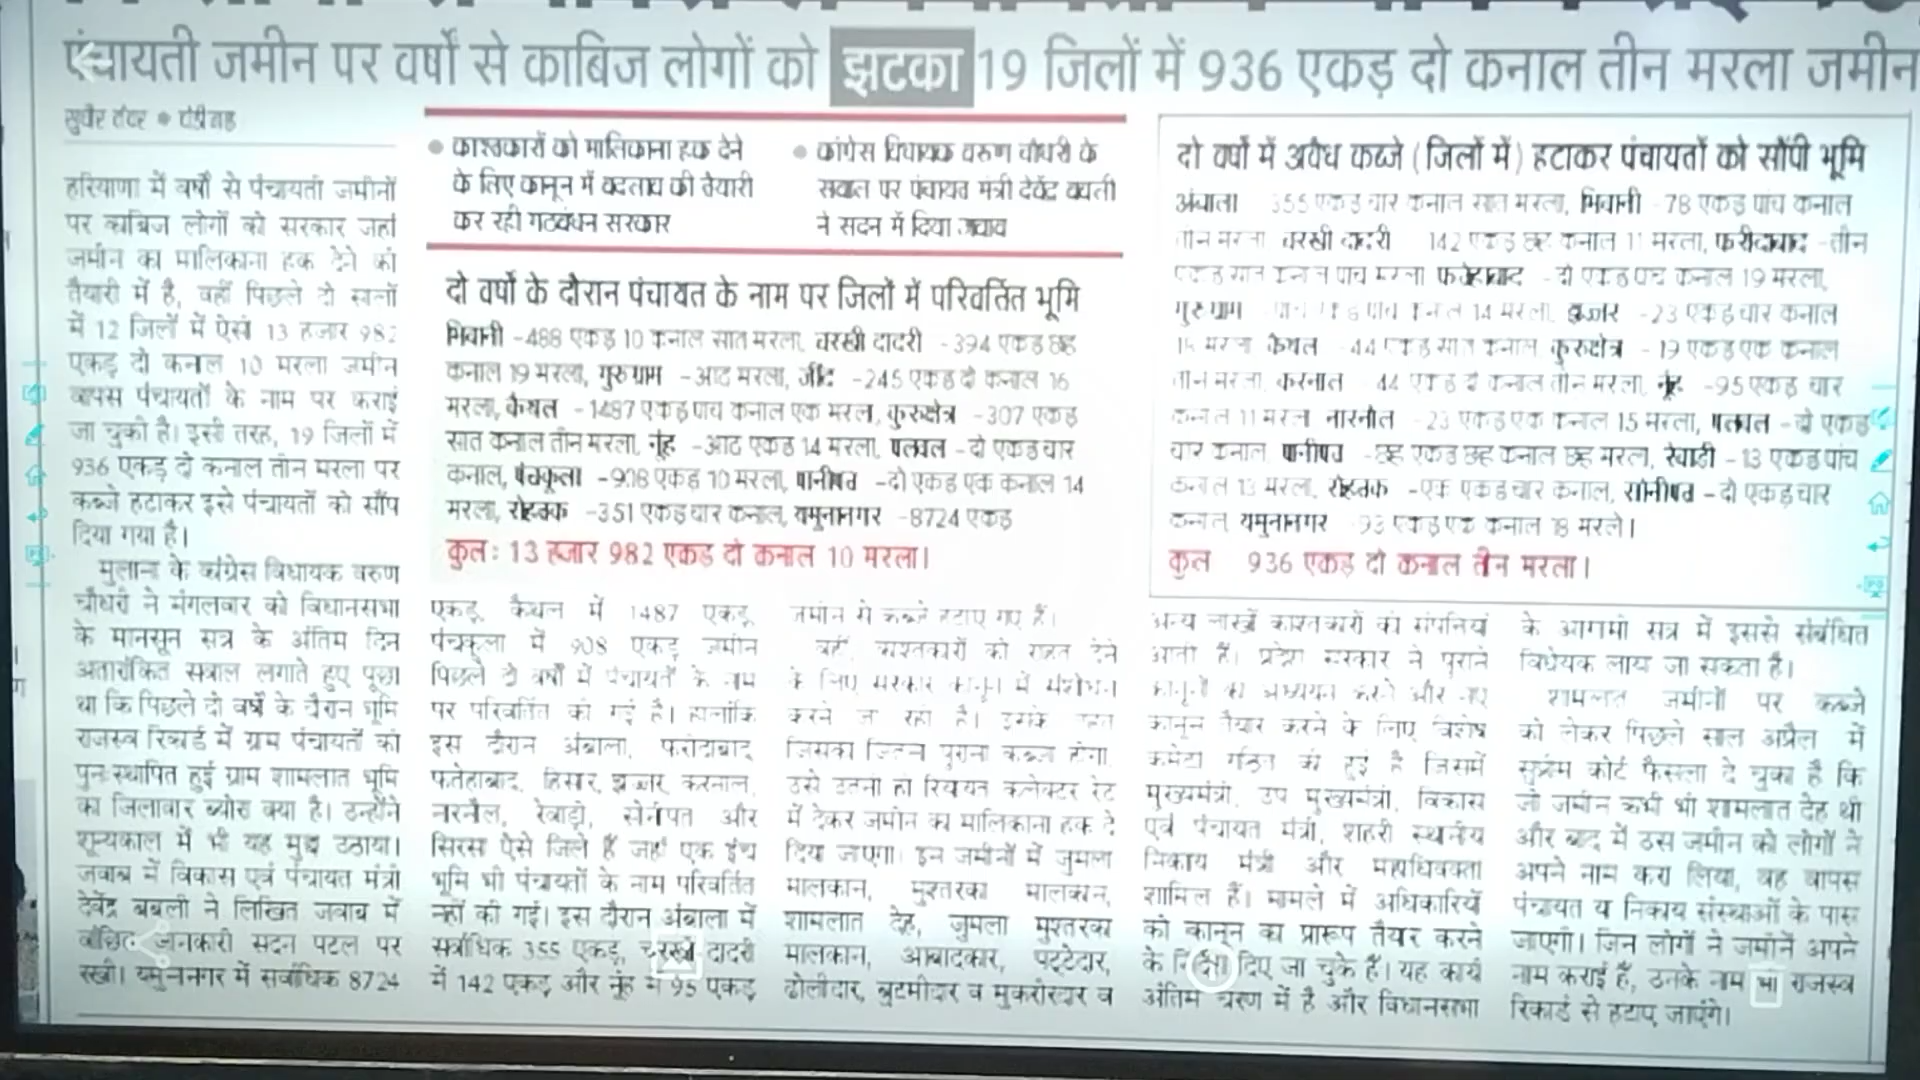 पंचायती जमीन पर वर्षों से काबिज लोगों को झटका 19 जिलों में 936 एकड़ दो कनाल तीन मरला जमीन
हरियाणा में वर्षों से पंचायती जमीनों
पर काबिज लोगों को सरकार जहां
जमीन का मालिकाना हक देने की
तैयारी में है, वहीं पिछले दो सालों
में 12 जिलों में ऐसी 13 हजार 982
एकड़ दो कनाल 10 मरला जमीन
वापस पंचायतों के नाम पर कराई
जा चुकी है। इसी तरह, 19 जिलों में
936 एकड़ दो कनाल तीन मरला पर
कब्जे हटाकर इसे पंचायतों को सौंप
दिया गया है।
मुलाना के कांग्रेस विधायक वरुण
चौधरी ने मंगलवार को विधानसभा
के मानसून सत्र के अंतिम दिन
अतारांकित सवाल लगाते हुए पूछा
था कि पिछले दो वर्षों के दौरान भूमि
राजस्व रिकार्ड में ग्राम पंचायतों को
पुनःस्थापित हुई ग्राम शामलात भूमि
का जिलावार ब्योरा क्या है। उन्होंने
शून्यकाल में भी यह मुद्दा उठाया।
जवाब में विकास एवं पंचायत मंत्री
देवेंद्र बबली ने लिखित जवाब में
जानकारी सदन पटल पर
रखी। यमुनानगर में सर्वाधिक 8724
काश्तकारों को मालिकाना हक देने
के लिए कानून में बदलाव की तैयारी
कर रही गठबंधन सरकार
कांग्रेस विधायक वरुण चौधरी के
सवाल पर पंचायत मंत्री देवेंद्र बबली
ने सदन में दिया जवाब
दो वर्षों के दौरान पंचायत के नाम पर जिलों में परिवर्तित भूमि
भिवानी -488 एकड़ 10 कनाल सात मरला, चरखी दादरी -394 एकड़ छह
कनाल 19 मरला, गुरुग्राम -आठ मरला, जींद -245 एकड़ दो कनाल 16
मरला, कैथल -1487 एकड़ पांच कनाल एक मरला, कुरुक्षेत्र -307 एकड़
सात कनाल तीन मरला, नूंह -आठ एकड़ 14 मरला, पलवल -दो एकड़ चार
कनाल, पंचकूला -908 एकड़ 10 मरला, पानीपत -दो एकड़ एक कनाल 14
मरला, रोहतक -351 एकड़ चार कनाल, यमुनानगर -8724 एकड़
कुल: 13 हजार 982 एकड़ दो कनाल 10 मरला।
एकड़, कैथल में 1487 एकड़,
पंचकूला में 908 एकड़ जमीन
पिछले दो वर्षों में पंचायतों के नाम
पर परिवर्तित की गई है। हालांकि
इस दौरान अंबाला, फरीदाबाद,
फतेहाबाद, हिसार, झज्जर, करनाल,
नारनौल, रेवाड़ी, सोनीपत और
सिरसा ऐसे जिले हैं जहां एक इंच
भूमि भी पंचायतों के नाम परिवर्तित
नहीं की गई। इस दौरान अंबाला में
सर्वाधिक 355 एकड़, चरखी दादरी
में 142 एकड़ और नूंह में 95 एकड़
जमीन से कब्जे हटाए गए हैं।
वहीं, काश्तकारों को राहत देने
के लिए सरकार कानून में संशोधन
करने जा रही है। इसके तहत
जिसका जितना पुराना कब्जा होगा,
उसे उतनी ही रियायत कलेक्टर रेट
में देकर जमीन का मालिकाना हक दे
दिया जाएगा। इन जमीनों में जुमला
मालकान, मुश्तरका मालकान,
शामलात देह, जुमला मुश्तरका
मालकान, आबादकार, पट्टेदार,
ढोलीदार, बुटमीदार व मुकरीरदार व
दो वर्षों में अवैध कब्जे (जिलों में) हटाकर पंचायतों को सौंपी भूमि
अंबाला 355 एकड़ चार कनाल सात मरला, भिवानी -78 एकड़ पांच कनाल
तीन मरला चरखी दादरी 142 एकड़ छह कनाल 11 मरला, फरीदाबाद -तीन
एकड़ सात कनाल पांच मरला फतेहाबाद -दो एकड़ पांच कनाल 19 मरला,
गुरुग्राम कनाल 14 मरला, झज्जर -23 एकड़ चार कनाल
मरला कैथल -44 एकड़ सात कनाल, कुरुक्षेत्र -19 एकड़ एक कनाल
तीन मरला, करनाल 44 एकड़ दो कनाल तीन मरला, नूंह -95 एकड़ चार
कनाल 11 मरला नारनौल -23 एकड़ एक कनाल 15 मरला, पलवल -दो एकड़
चार कनाल, पानीपत -छह एकड़ छह कनाल छह मरला, रेवाड़ी -13 एकड़ पांच
कनाल 13 मरला, रोहतक -एक एकड़ चार कनाल, सोनीपत -दो एकड़ चार
कनाल यमुनानगर 93 एकड़ एक कनाल 18 मरले।
कुल 936 एकड़ दो कनाल तीन मरला।
अन्य लाखों काश्तकारों की संपत्तियां
आती हैं। प्रदेश सरकार ने पुराने
कानूनों का अध्ययन करने और नए
कानून तैयार करने के लिए विशेष
कमेटी गठित की हुई है जिसमें
मुख्यमंत्री, उप मुख्यमंत्री, विकास
एवं पंचायत मंत्री, शहरी स्थानीय
निकाय मंत्री और महाधिवक्ता
शामिल हैं। मामले में अधिकारियों
को कानून का प्रारूप तैयार करने
के दिए जा चुके हैं। यह कार्य
अंतिम चरण में है और विधानसभा
के आगामी सत्र में इससे संबंधित
विधेयक लाया जा सकता है।
शामलात जमीनों पर कब्जे
को लेकर पिछले साल अप्रैल में
सुप्रीम कोर्ट फैसला दे चुका है कि
जो जमीन कभी भी शामलात देह थी
और बाद में उस जमीन को लोगों ने
अपने नाम करा लिया, वह वापस
पंचायत व निकाय संस्थाओं के पास
जाएगी। जिन लोगों ने जमीनें अपने
नाम कराई हैं, उनके नाम भी राजस्व
रिकार्ड से हटाए जाएंगे।